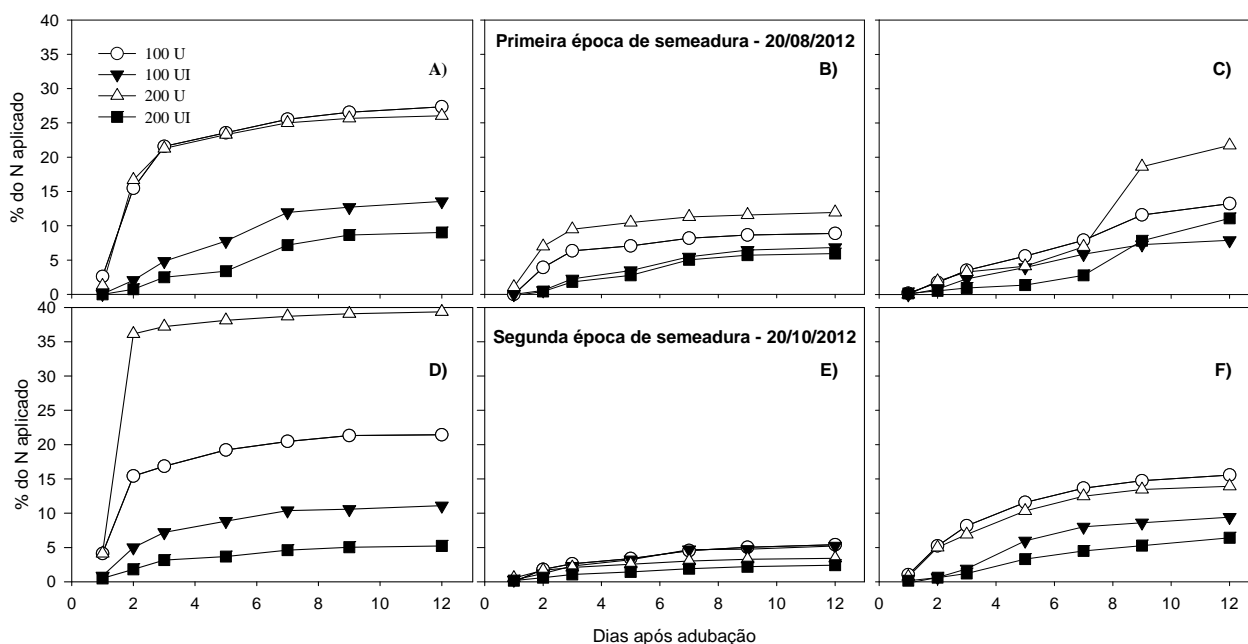 40
35
30
25
20
15
10
5
0
% do N aplicado
100 U
100 UI
200 U
200 UI
A)
Primeira época de semeadura - 20/08/2012
B)
C)
40
35
30
25
20
15
10
5
0
% do N aplicado
D)
Segunda época de semeadura - 20/10/2012
E)
F)
0 2 4 6 8 10 12
0 2 4 6 8 10 12
0 2 4 6 8 10 12
Dias após adubação